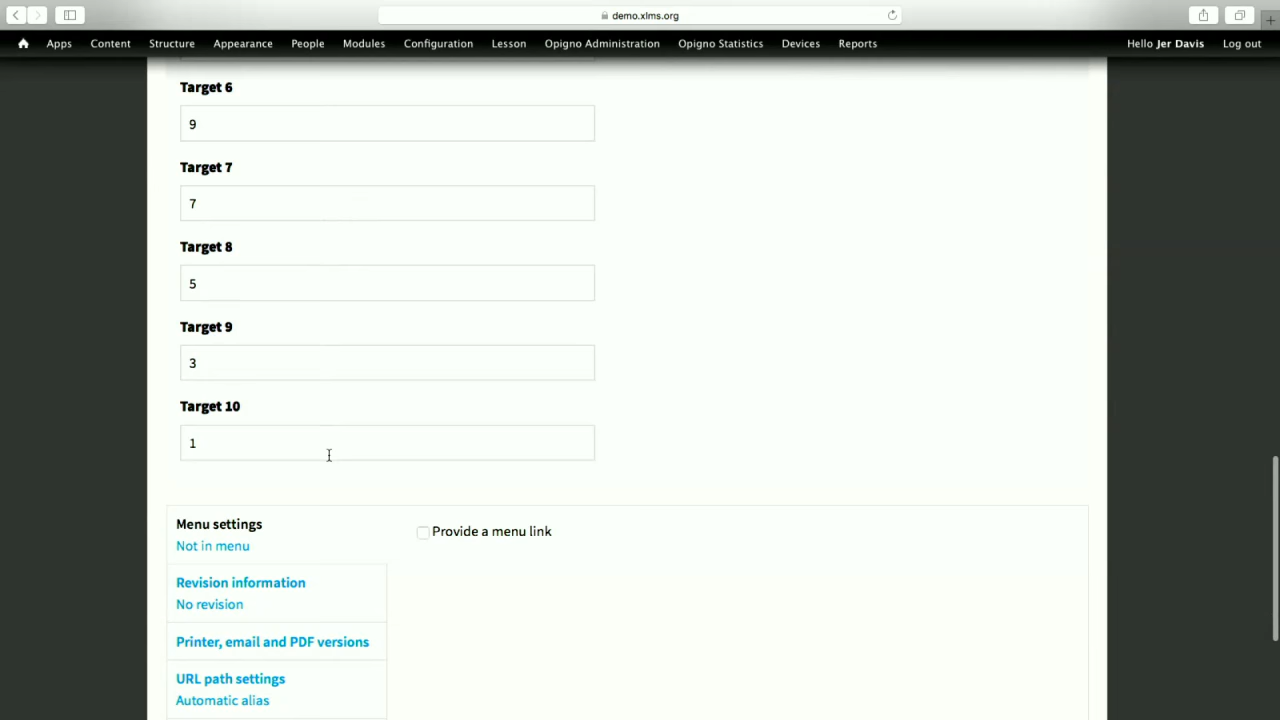 demo.xlms.org
Apps Content Structure Appearance People Modules Configuration Lesson Opigno Administration Opigno Statistics Devices Reports Hello Jer Davis Log out
Target 6
9
Target 7
7
Target 8
5
Target 9
3
Target 10
1
Menu settings
Not in menu
Provide a menu link
Revision information
No revision
Printer, email and PDF versions
URL path settings
Automatic alias